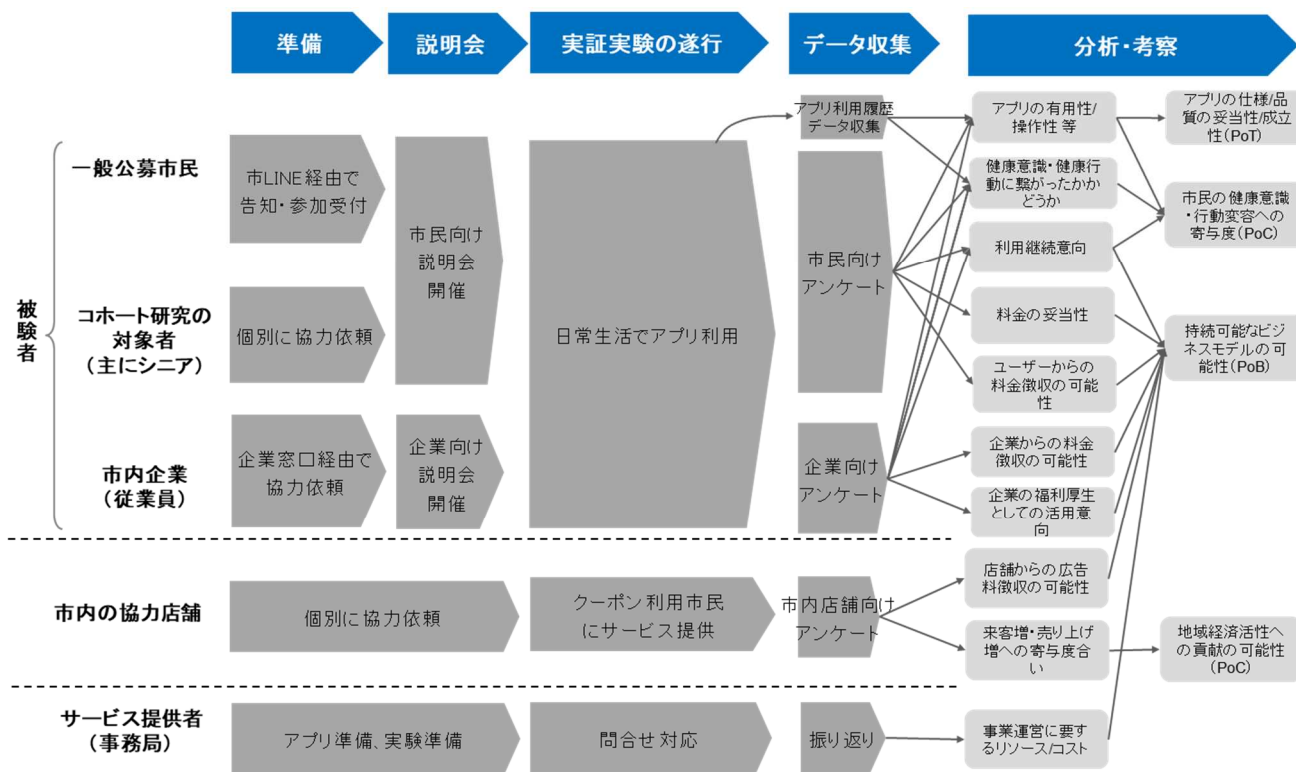 準備
説明会
実証実験の遂行
データ収集
分析・考察
被験者
一般公募市民
市LINE経由で
告知・参加受付
コホート研究の
対象者
（主にシニア）
個別に協力依頼
市内企業
（従業員）
企業窓口経由で
協力依頼
市民向け
説明会
開催
企業向け
説明会
開催
日常生活でアプリ利用
アプリ利用履歴
データ収集
市民向け
アンケート
企業向け
アンケート
アプリの有用性/
操作性 等
健康意識・健康行
動に繋がったかか
どうか
利用継続意向
料金の妥当性
ユーザーからの
料金徴収の可能
性
企業からの料金
徴収の可能性
企業の福利厚生
としての活用意
向
アプリの仕様/品
質の妥当性/成立
性(PoT)
市民の健康意識
・行動変容への
寄与度(PoC)
持続可能なビジ
ネスモデルの可
能性(PoB)
市内の協力店舗
個別に協力依頼
クーポン利用市民
にサービス提供
市内店舗向け
アンケート
店舗からの広告
料徴収の可能性
来客増・売り上げ
増への寄与度合
い
地域経済活性へ
の貢献の可能性
(PoC)
サービス提供者
（事務局）
アプリ準備、実験準備
問合せ対応
振り返り
事業運営に要す
るリソース/コスト